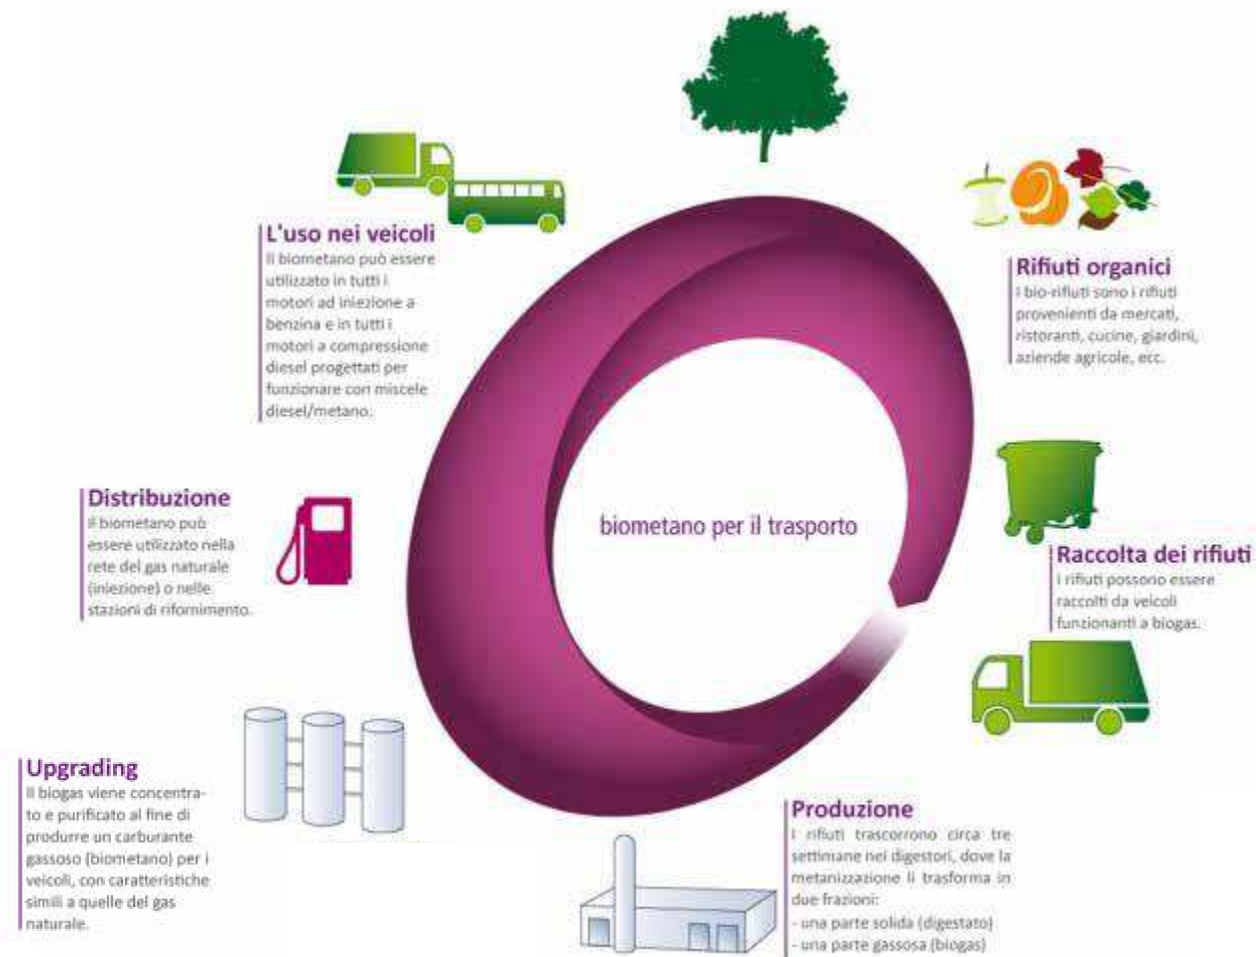 L'uso nei veicoli
Il biometano può essere
utilizzato in tutti i
motori ad iniezione a
benzina e in tutti i
motori a compressione
diesel progettati per
funzionare con miscele
diesel/metano.
Rifiuti organici
I bio-rifiuti sono i rifiuti
provenienti da mercati,
ristoranti, cucine, giardini,
aziende agricole, ecc.
Distribuzione
Il biometano può
essere utilizzato nella
rete del gas naturale
(iniezione) o nelle
stazioni di rifornimento.
biometano per il trasporto
Raccolta dei rifiuti
I rifiuti possono essere
raccolti da veicoli
funzionanti a biogas.
Upgrading
Il biogas viene concentra-
to e purificato al fine di
produrre un carburante
gassoso (biometano) per i
veicoli, con caratteristiche
simili a quelle del gas
naturale.
Produzione
I rifiuti trascorrono circa tre
settimane nei digestori, dove la
metanizzazione li trasforma in
due frazioni:
- una parte solida (digestato)
- una parte gassosa (biogas)